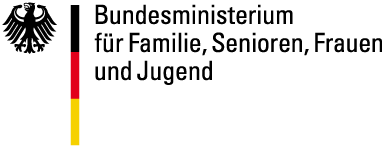 Bundesministerium
für Familie, Senioren, Frauen
und Jugend